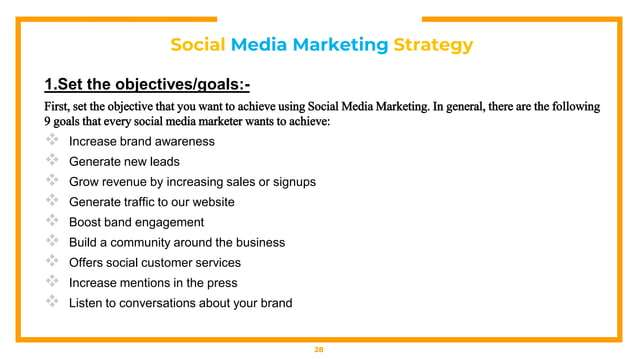 Social Media Marketing Strategy
1.Set the objectives/goals:-
First, set the objective that you want to achieve using Social Media Marketing. In general, there are the following
9 goals that every social media marketer wants to achieve:
Increase brand awareness
Generate new leads
Grow revenue by increasing sales or signups
Generate traffic to our website
Boost band engagement
Build a community around the business
Offers social customer services
Increase mentions in the press
Listen to conversations about your brand
28